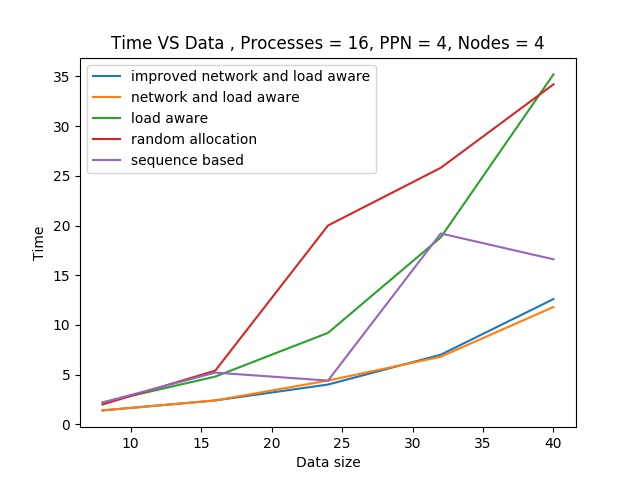 Time VS Data , Processes = 16, PPN = 4, Nodes = 4
improved network and load aware
network and load aware
load aware
random allocation
sequence based
Time
35
30
25
20
15
10
5
0
10 15 20 25 30 35 40
Data size